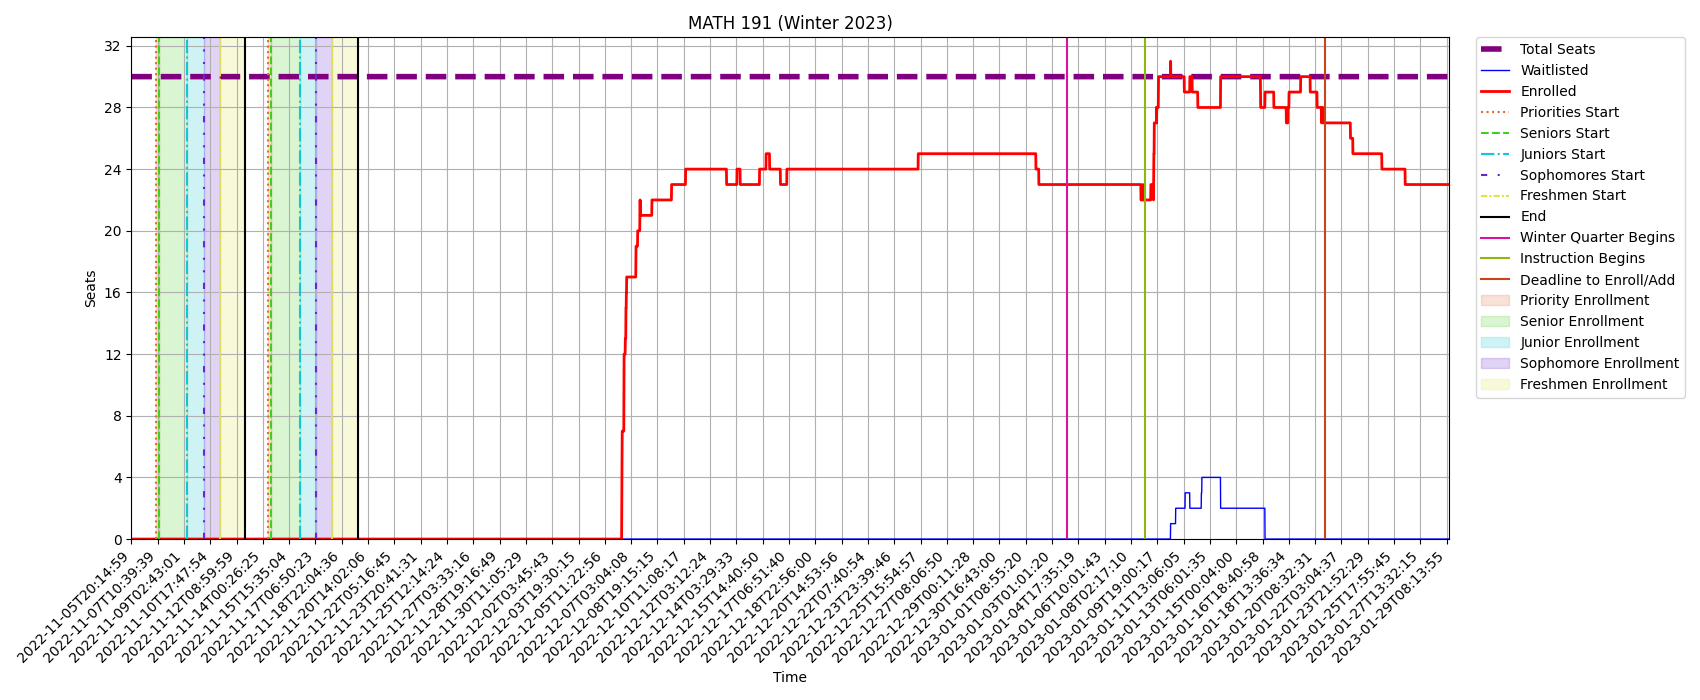 MATH 191 (Winter 2023)
32
28
24
20
16
12
8
4
0
Seats
2022-11-05T20:14:59
2022-11-07T10:39:39
2022-11-09T02:43:01
2022-11-10T17:47:54
2022-11-12T08:59:59
2022-11-14T00:26:25
2022-11-15T15:35:04
2022-11-17T06:50:23
2022-11-18T22:04:36
2022-11-20T14:02:06
2022-11-22T05:16:45
2022-11-23T20:41:31
2022-11-25T12:14:24
2022-11-27T03:33:16
2022-11-28T19:16:49
2022-11-30T11:05:29
2022-12-02T03:45:43
2022-12-03T19:30:15
2022-12-05T11:22:56
2022-12-07T03:04:08
2022-12-08T19:15:15
2022-12-10T11:08:17
2022-12-12T03:12:24
2022-12-14T03:29:33
2022-12-15T14:40:50
2022-12-17T06:51:40
2022-12-18T22:56:00
2022-12-20T14:53:56
2022-12-22T07:40:54
2022-12-23T23:39:46
2022-12-25T15:54:57
2022-12-27T08:06:50
2022-12-29T00:11:28
2022-12-30T16:43:00
2023-01-01T08:55:20
2023-01-03T01:01:20
2023-01-04T17:35:19
2023-01-06T10:01:43
2023-01-08T02:17:10
2023-01-09T19:00:17
2023-01-11T13:06:05
2023-01-13T06:01:35
2023-01-15T00:04:00
2023-01-16T18:40:58
2023-01-18T13:36:34
2023-01-20T08:32:31
2023-01-22T03:04:37
2023-01-23T21:52:29
2023-01-25T17:55:45
2023-01-27T13:32:15
2023-01-29T08:13:55
Time
Total Seats
Waitlisted
Enrolled
Priorities Start
Seniors Start
Juniors Start
Sophomores Start
Freshmen Start
End
Winter Quarter Begins
Instruction Begins
Deadline to Enroll/Add
Priority Enrollment
Senior Enrollment
Junior Enrollment
Sophomore Enrollment
Freshmen Enrollment